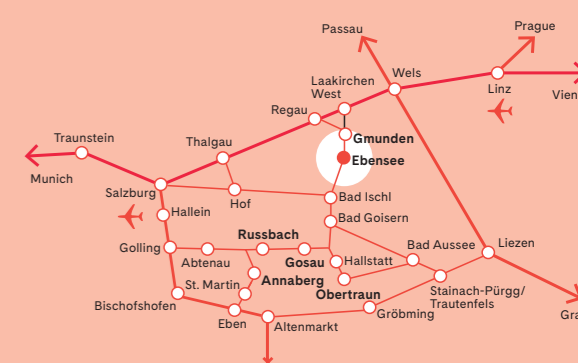 Passau
Prague
Laakirchen
West
Wels
Linz
Vien
Regau
Gmunden
Ebensee
Traunstein
Thalgau
Munich
Salzburg
Hof
Bad Ischl
Hallein
Bad Goisern
Russbach
Golling
Abtenau
Gosau
Hallstatt
Bad Aussee
Liezen
Annaberg
St. Martin
Obertraun
Stainach-Pürgg/
Trautenfels
Bischofshofen
Gröbming
Eben
Altenmarkt
Gra